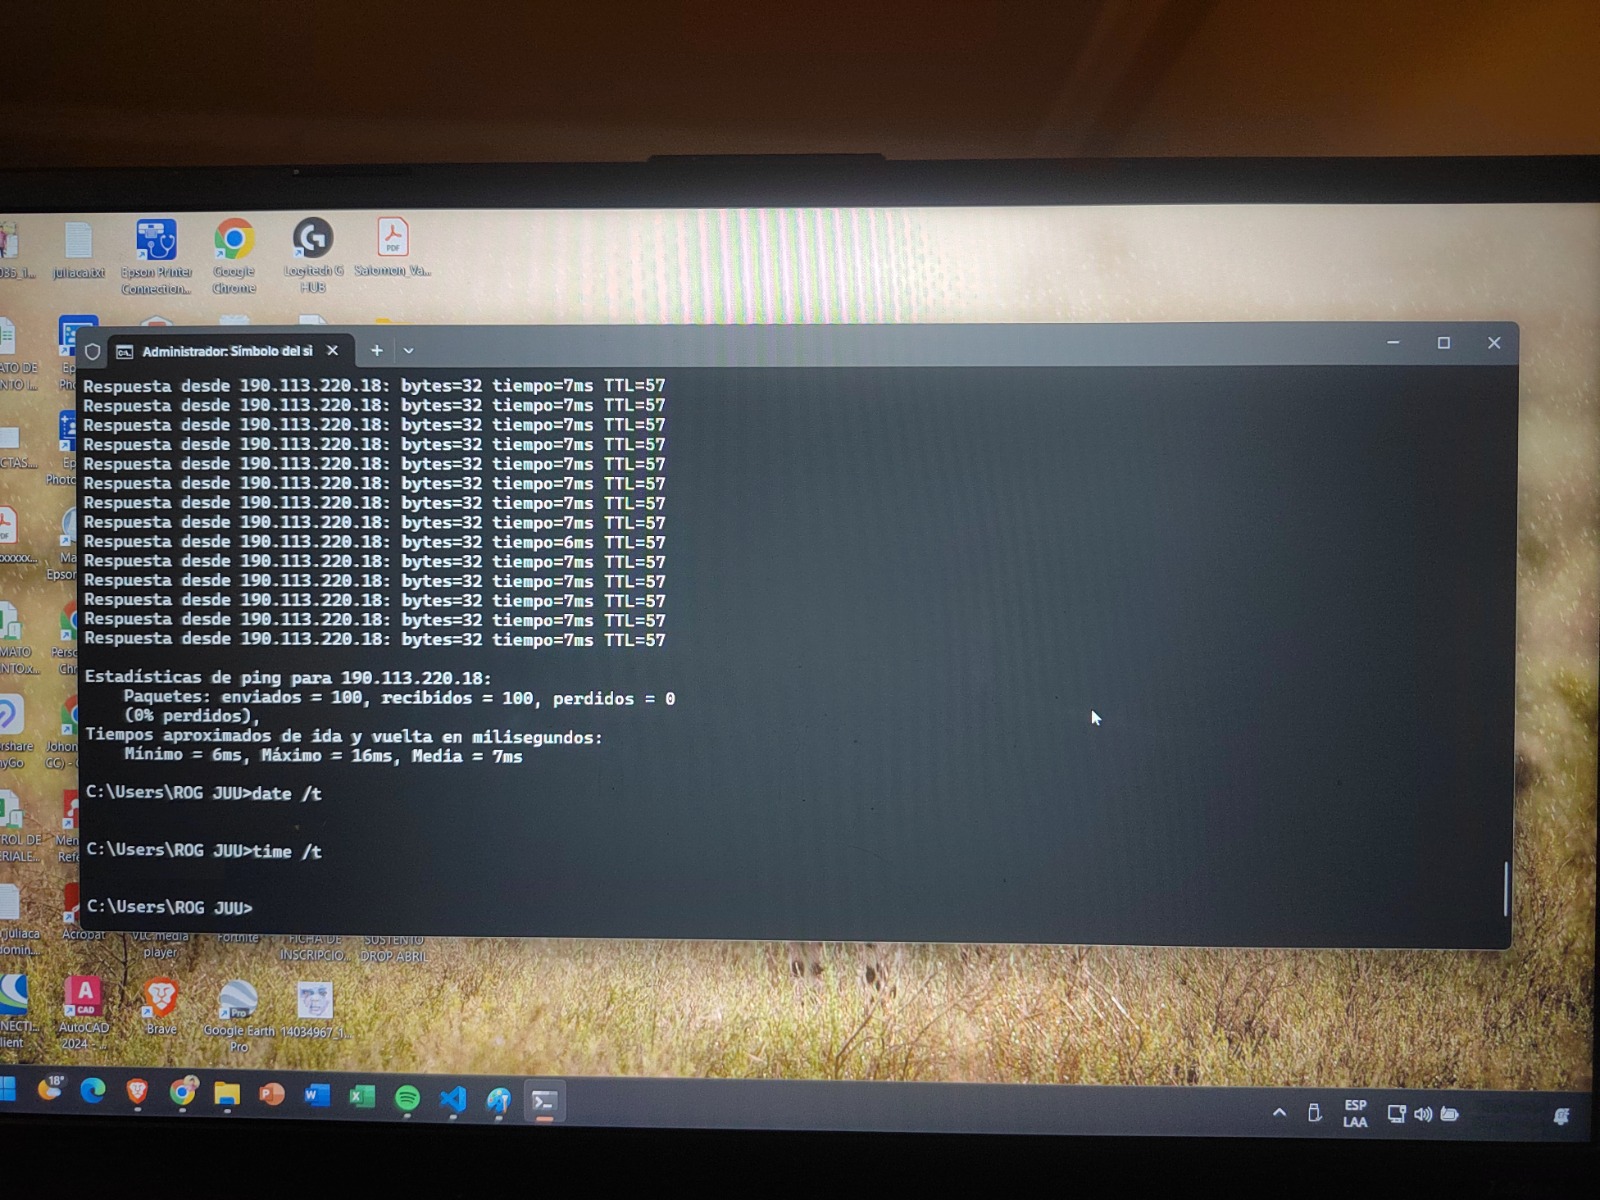 juliaca.txt
Epson Printer
Connection...
Google
Chrome
Logitech G
HUB
Salomon_Va...
PDF
Administrador: Símbolo del si
Respuesta desde 190.113.220.18: bytes=32 tiempo=7ms TTL=57
Respuesta desde 190.113.220.18: bytes=32 tiempo=7ms TTL=57
Respuesta desde 190.113.220.18: bytes=32 tiempo=7ms TTL=57
Respuesta desde 190.113.220.18: bytes=32 tiempo=7ms TTL=57
Respuesta desde 190.113.220.18: bytes=32 tiempo=7ms TTL=57
Respuesta desde 190.113.220.18: bytes=32 tiempo=7ms TTL=57
Respuesta desde 190.113.220.18: bytes=32 tiempo=7ms TTL=57
Respuesta desde 190.113.220.18: bytes=32 tiempo=7ms TTL=57
Respuesta desde 190.113.220.18: bytes=32 tiempo=6ms TTL=57
Respuesta desde 190.113.220.18: bytes=32 tiempo=7ms TTL=57
Respuesta desde 190.113.220.18: bytes=32 tiempo=7ms TTL=57
Respuesta desde 190.113.220.18: bytes=32 tiempo=7ms TTL=57
Respuesta desde 190.113.220.18: bytes=32 tiempo=7ms TTL=57
Respuesta desde 190.113.220.18: bytes=32 tiempo=7ms TTL=57
Estadísticas de ping para 190.113.220.18:
Paquetes: enviados = 100, recibidos = 100, perdidos = 0
(0% perdidos),
Tiempos aproximados de ida y vuelta en milisegundos:
Mínimo = 6ms, Máximo = 16ms, Media = 7ms
C:\Users\ROG JUU>date /t
C:\Users\ROG JUU>time /t
C:\Users\ROG JUU>
Acrobat
VLC media
player
Fortnite
FICHA DE
INSCRIPCIO...
SUSTENTO
DROP ABRIL
AutoCAD
2024 - ...
Brave
Google Earth
Pro
14034967_1...
18°
ESP
LAA